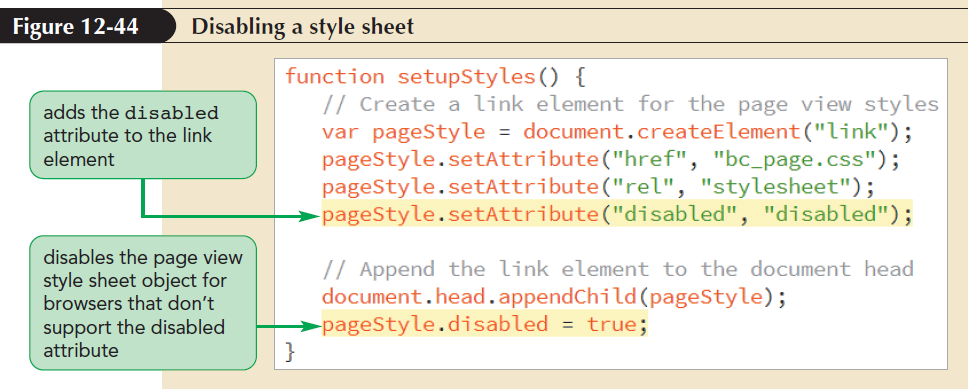 Figure 12-44 Disabling a style sheet
adds the disabled
attribute to the link
element
disables the page view
style sheet object for
browsers that don't
support the disabled
attribute
function setupStyles() {
// Create a link element for the page view styles
var pageStyle = document.createElement("link");
pageStyle.setAttribute("href", "bc_page.css");
pageStyle.setAttribute("rel", "stylesheet");
pageStyle.setAttribute("disabled", "disabled");
// Append the link element to the document head
document.head.appendChild(pageStyle);
pageStyle.disabled = true;
}